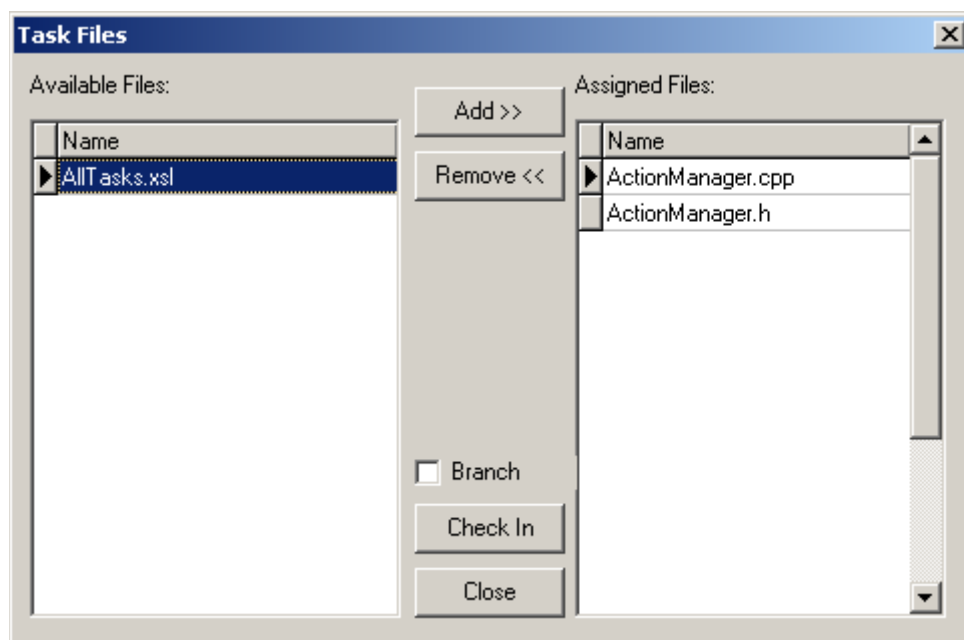 Task Files
Available Files:
Name
AllTasks.xsl
Add >>
Remove <<
Branch
Check In
Close
Assigned Files:
Name
ActionManager.cpp
ActionManager.h